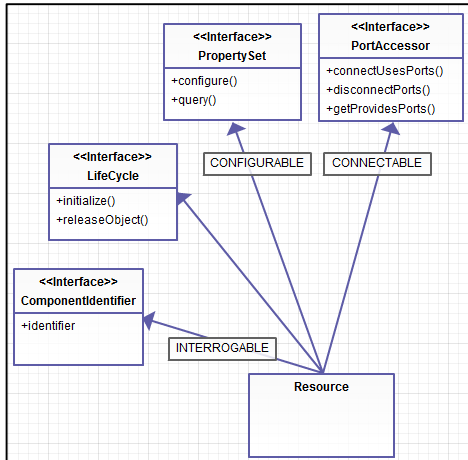 <<Interface>>
PropertySet
+configure()
+query()
<<Interface>>
PortAccessor
+connectUsesPorts()
+disconnectPorts()
+getProvidesPorts()
CONFIGURABLE
CONNECTABLE
<<Interface>>
LifeCycle
+initialize()
+releaseObject()
<<Interface>>
ComponentIdentifier
+identifier
INTERROGABLE
Resource